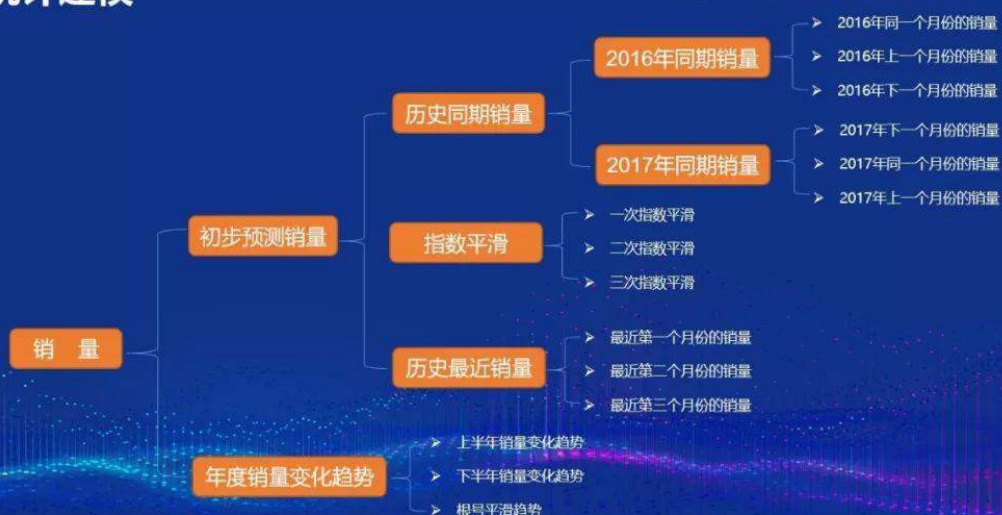 2016年同一个月份的销量
2016年同期销量
2016年上一个月份的销量
2016年下一个月份的销量
历史同期销量
2017年下一个月份的销量
2017年同期销量
2017年同一个月份的销量
2017年上一个月份的销量
一次指数平滑
初步预测销量
指数平滑
二次指数平滑
三次指数平滑
销 量
最近第一个月份的销量
历史最近销量
最近第二个月份的销量
最近第三个月份的销量
上半年销量变化趋势
年度销量变化趋势
下半年销量变化趋势
根号平滑趋势